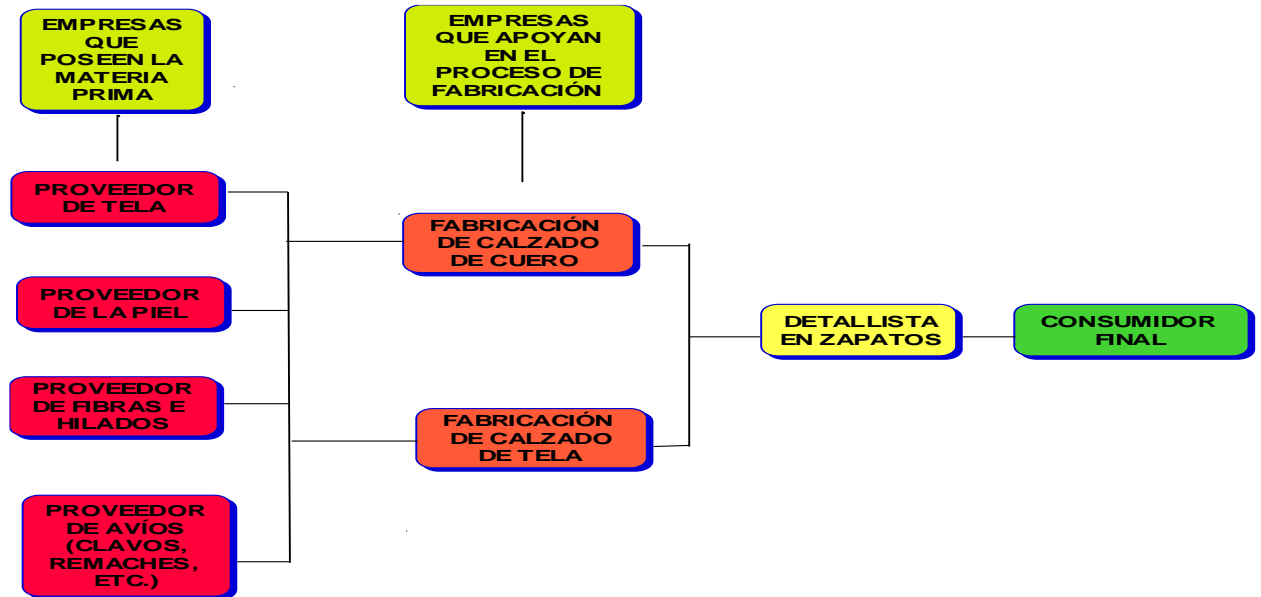 EMPRESAS
QUE
POSEEN LA
MATERIA
PRIMA
EMPRESAS
QUE APOYAN
EN EL
PROCESO DE
FABRICACIÓN
PROVEEDOR
DE TELA
PROVEEDOR
DE LA PIEL
PROVEEDOR
DE FIBRAS E
HILADOS
PROVEEDOR
DE AVÍOS
(CLAVOS,
REMACHES,
ETC.)
FABRICACIÓN
DE CALZADO
DE CUERO
FABRICACIÓN
DE CALZADO
DE TELA
DETALLISTA
EN ZAPATOS
CONSUMIDOR
FINAL